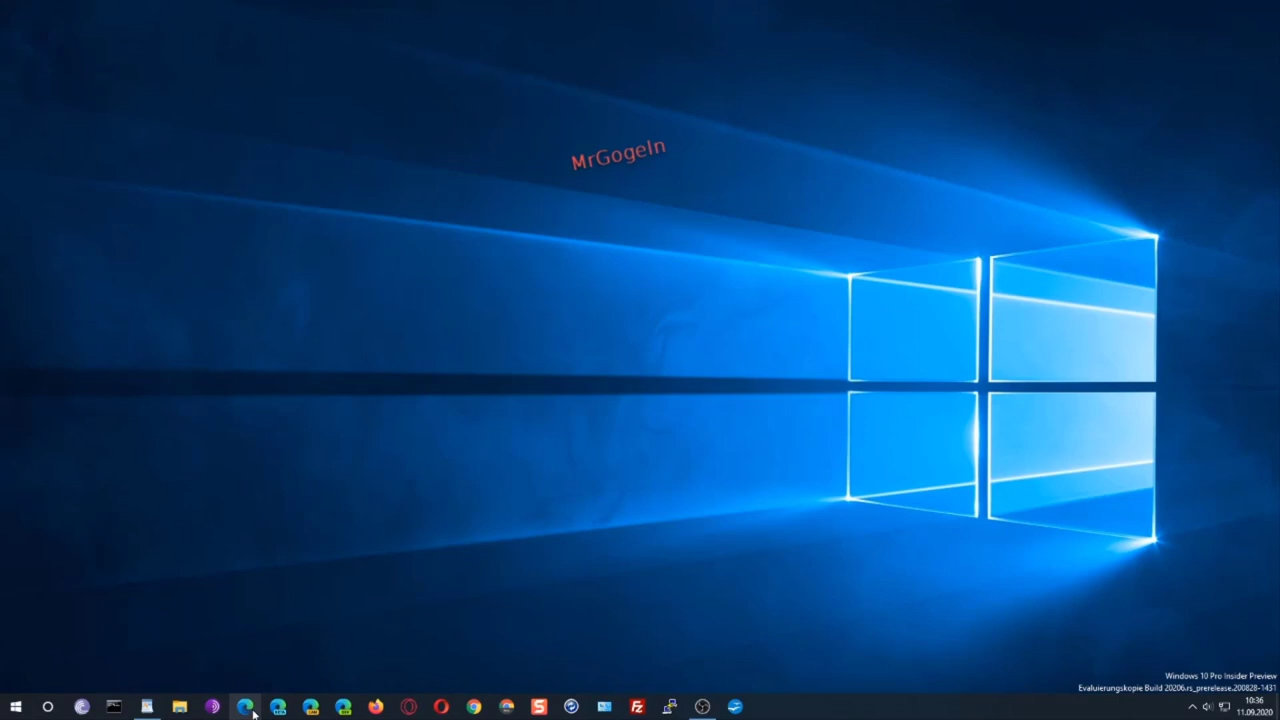 MrGogeln
Windows 10 Pro Insider Preview
Evaluierungskopie Build 20206.rs_prerelease.200828-1431
10:36
11.09.2020